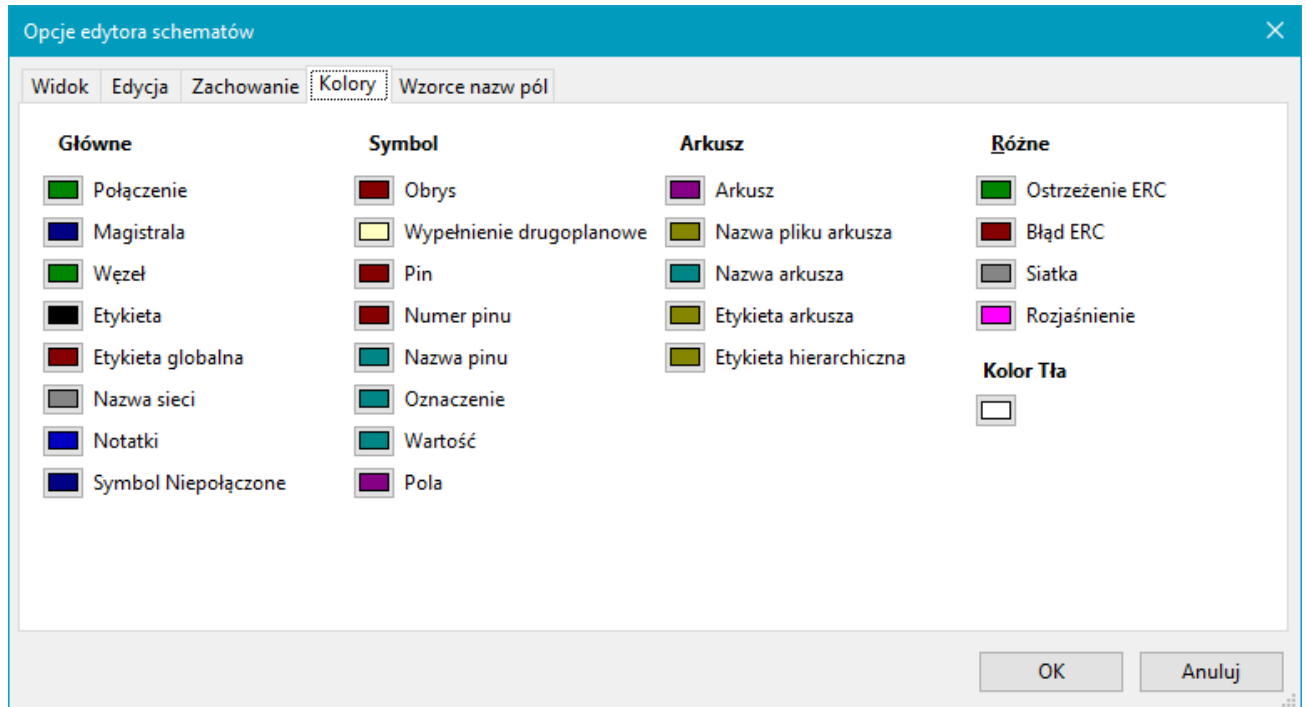 Opcje edytora schematów
Widok Edycja Zachowanie Kolory Wzorce nazw pól
Główne Symbol Arkusz Różne
Połączenie Obrys Arkusz Ostrzeżenie ERC
Magistrala Wypełnienie drugoplanowe Nazwa pliku arkusza Błąd ERC
Węzeł Pin Nazwa arkusza Siatka
Etykieta Numer pinu Etykieta arkusza Rozjaśnienie
Etykieta globalna Nazwa pinu Etykieta hierarchiczna
Kolor Tła
Nazwa sieci Oznaczenie
Notatki Wartość
Symbol Niepołączone Pola
OK Anuluj